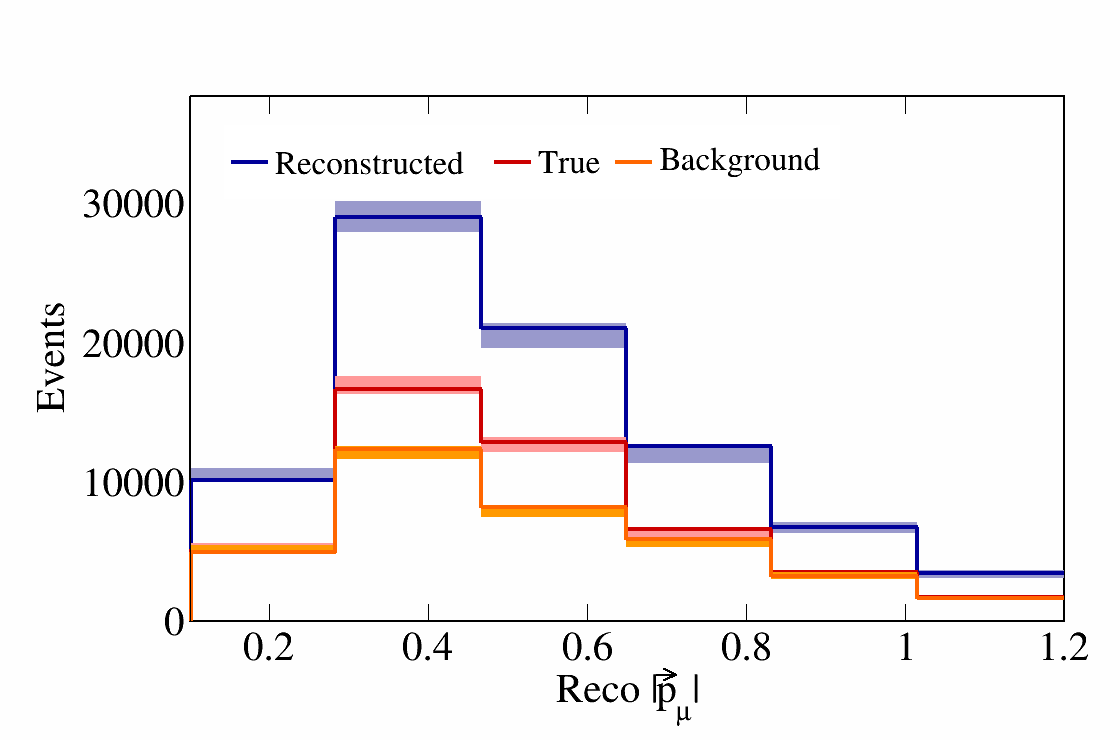 Reconstructed True Background
30000
20000
10000
0
Events
0.2 0.4 0.6 0.8 1 1.2
Reco |p⃗_μ|